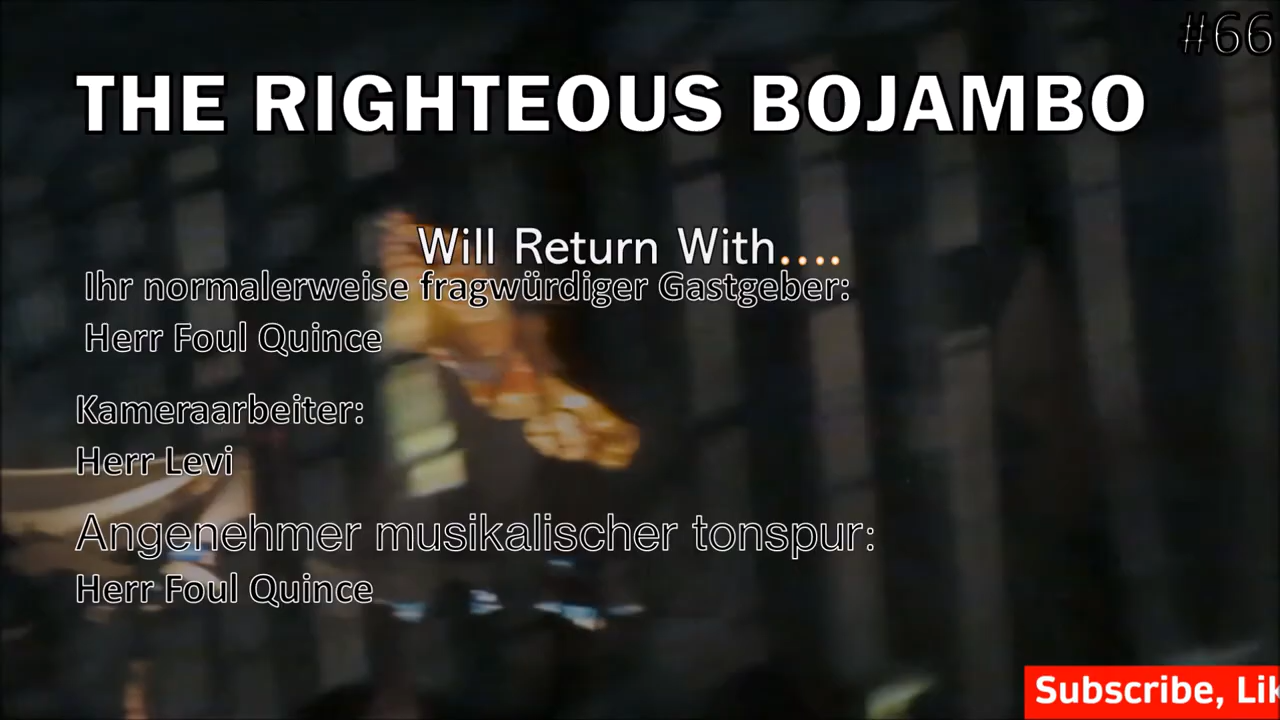 #66
THE RIGHTEOUS BOJAMBO
Will Return With....
Ihr normalerweise fragwürdiger Gastgeber:
Herr Foul Quince
Kameraarbeiter:
Herr Levi
Angenehmer musikalischer tonspur:
Herr Foul Quince
Subscribe, Lik